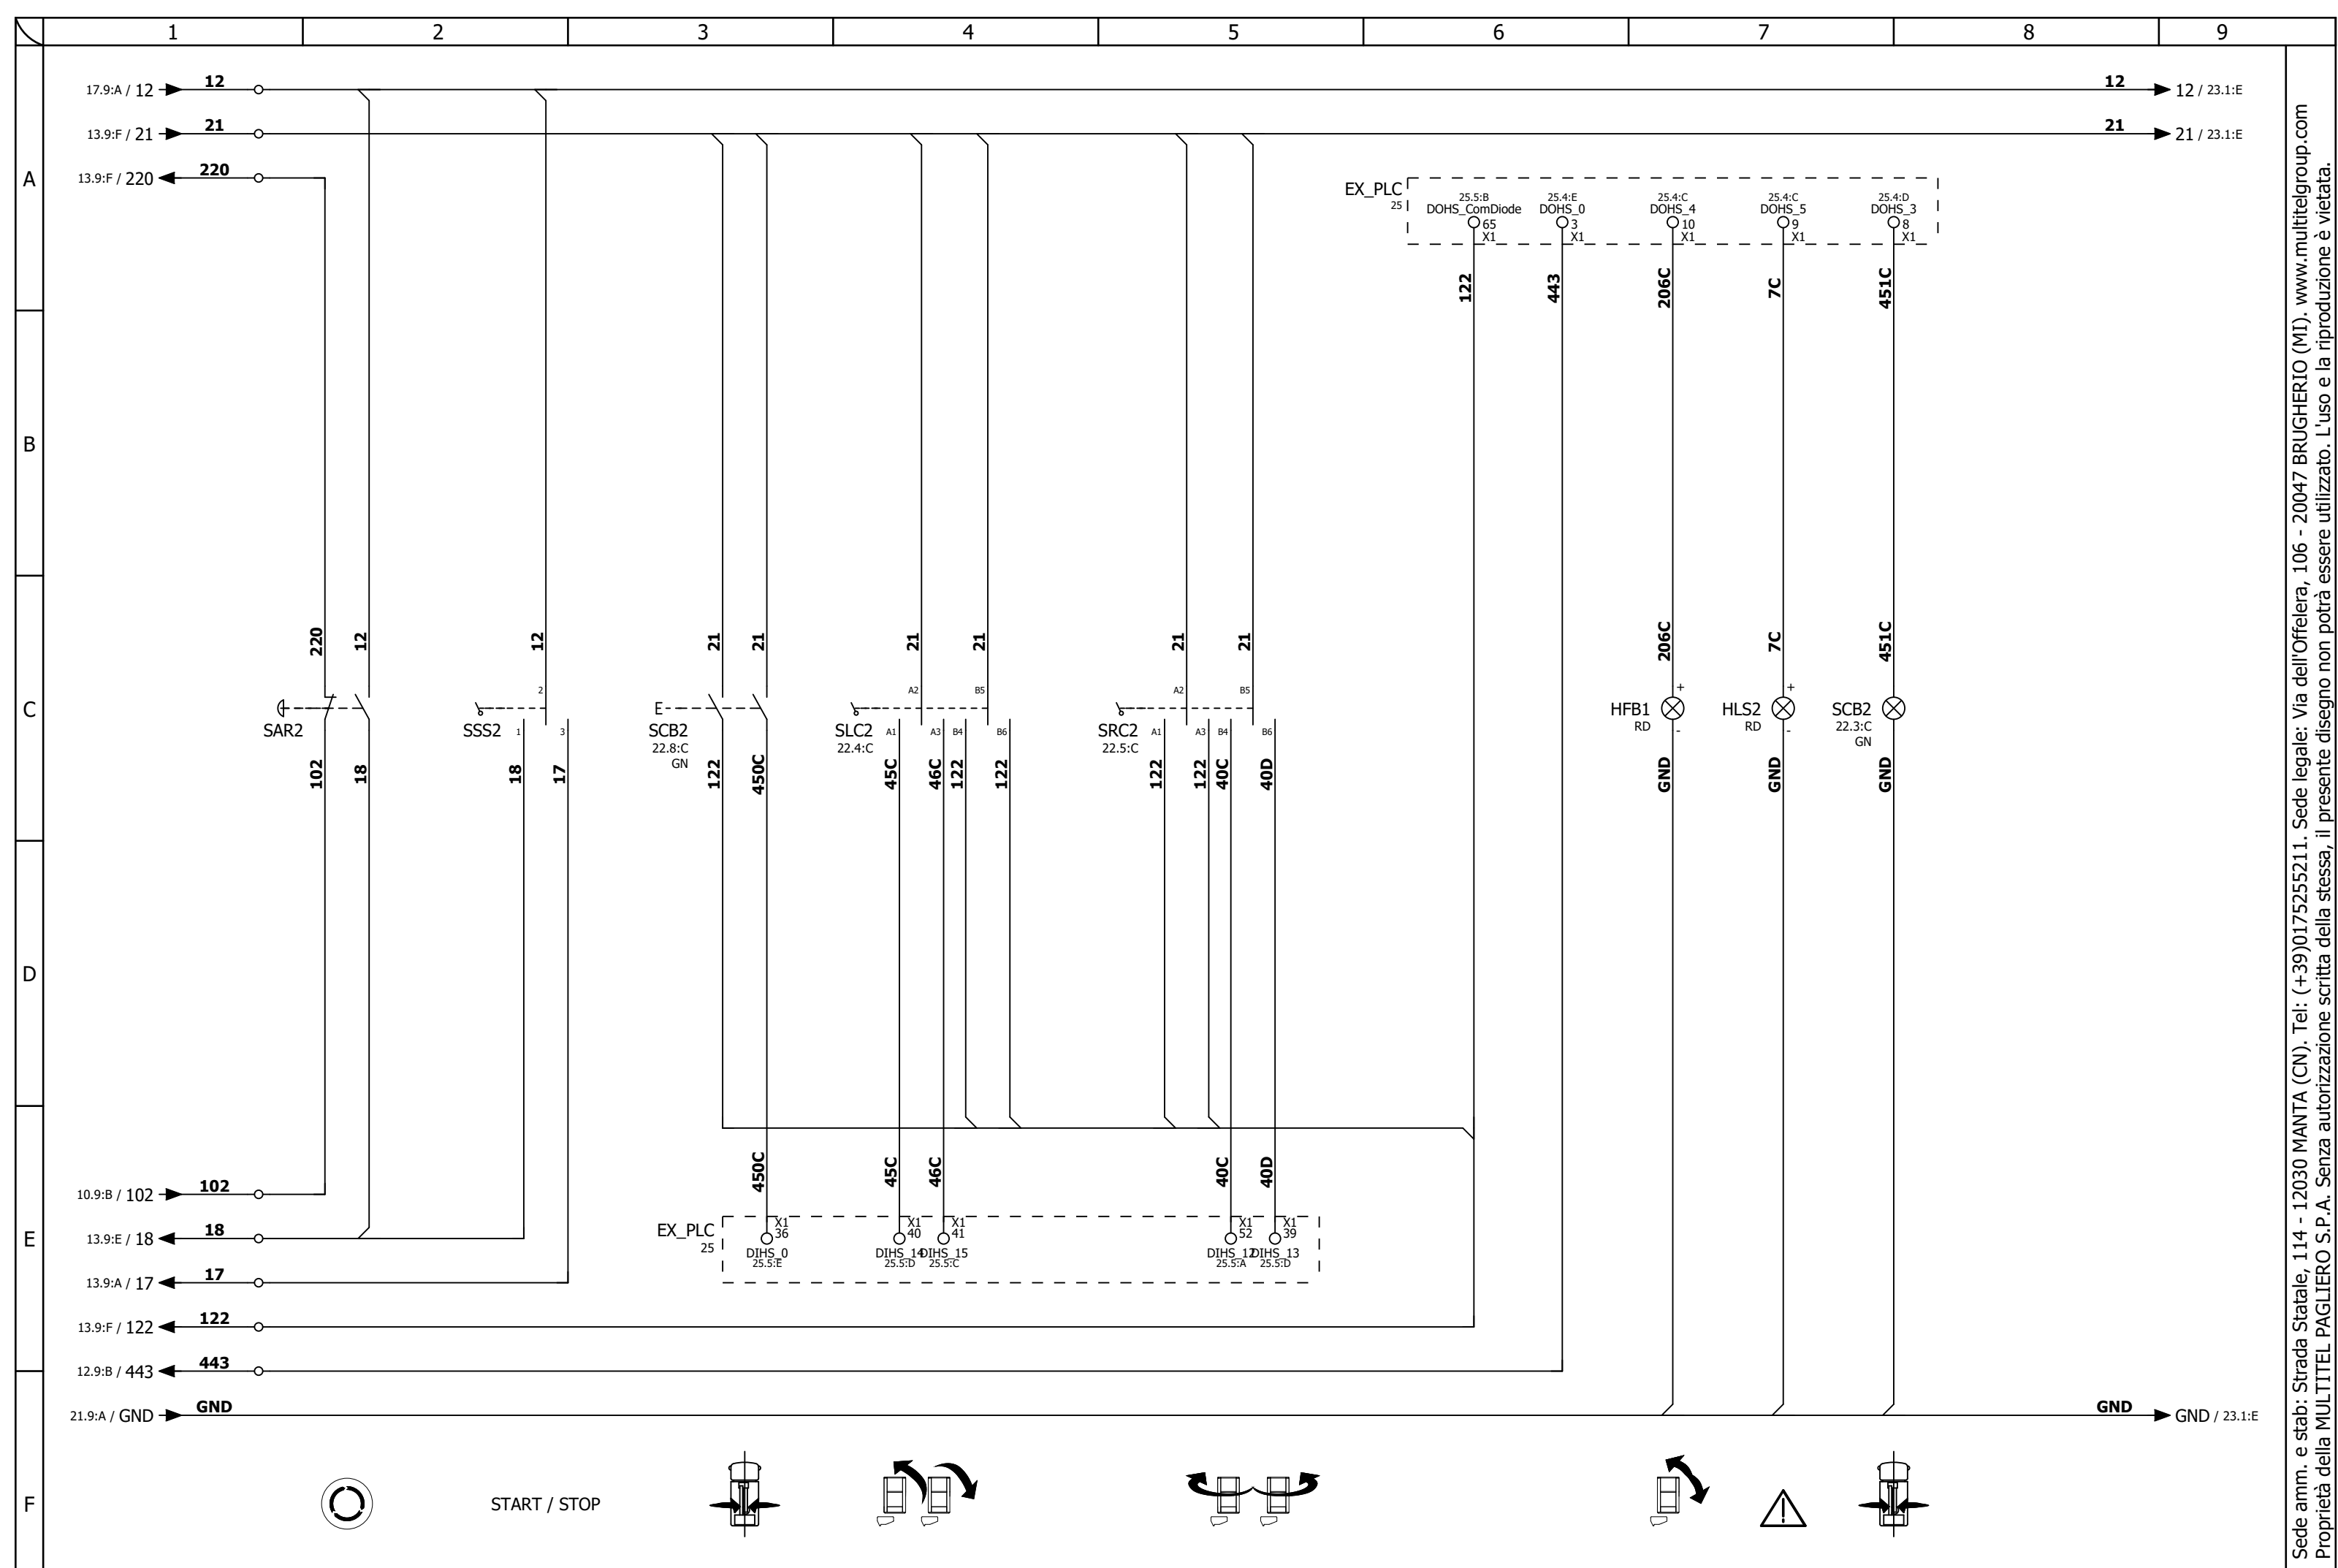 1 2 3 4 5 6 7 8 9
17.9:A / 12 12 12 12 / 23.1:E
13.9:F / 21 21 21 21 / 23.1:E
13.9:F / 220 220
A
EX_PLC
25
25.5:B 25.4:E 25.4:C 25.4:C 25.4:D
DOHS_ComDiode DOHS_0 DOHS_4 DOHS_5 DOHS_3
65 3 10 9 8
X1 X1 X1 X1 X1
122 443 206C 7C 451C
B
220 12 12 21 21 21 21 21 21 206C 7C 451C
2 A2 B5 A2 B5 + +
C
SAR2 SSS2 SCB2 SLC2 SRC2 HFB1 HLS2 SCB2
1 3 A1 A3 B4 B6 A1 A3 B4 B6 - -
22.8:C 22.4:C 22.5:C RD RD 22.3:C
GN GN
102 18 18 17 122 450C 45C 46C 122 122 122 122 40C 40D GND GND GND
D
450C 45C 46C 40C 40D
10.9:B / 102 102
E
13.9:E / 18 18
EX_PLC
25
X1 X1 X1 X1 X1
36 40 41 52 39
DIHS_0 DIHS_14 DIHS_15 DIHS_12 DIHS_13
25.5:E 25.5:D 25.5:C 25.5:A 25.5:D
13.9:A / 17 17
13.9:F / 122 122
12.9:B / 443 443
21.9:A / GND GND GND GND / 23.1:E
F
START / STOP
Sede amm. e stab: Strada Statale, 114 - 12030 MANTA (CN). Tel: (+39)0175255211. Sede legale: Via dell'Offelera, 106 - 20047 BRUGHERIO (MI). www.multitelgroup.com
Proprietà della MULTITEL PAGLIERO S.P.A. Senza autorizzazione scritta della stessa, il presente disegno non potrà essere utilizzato. L'uso e la riproduzione è vietata.